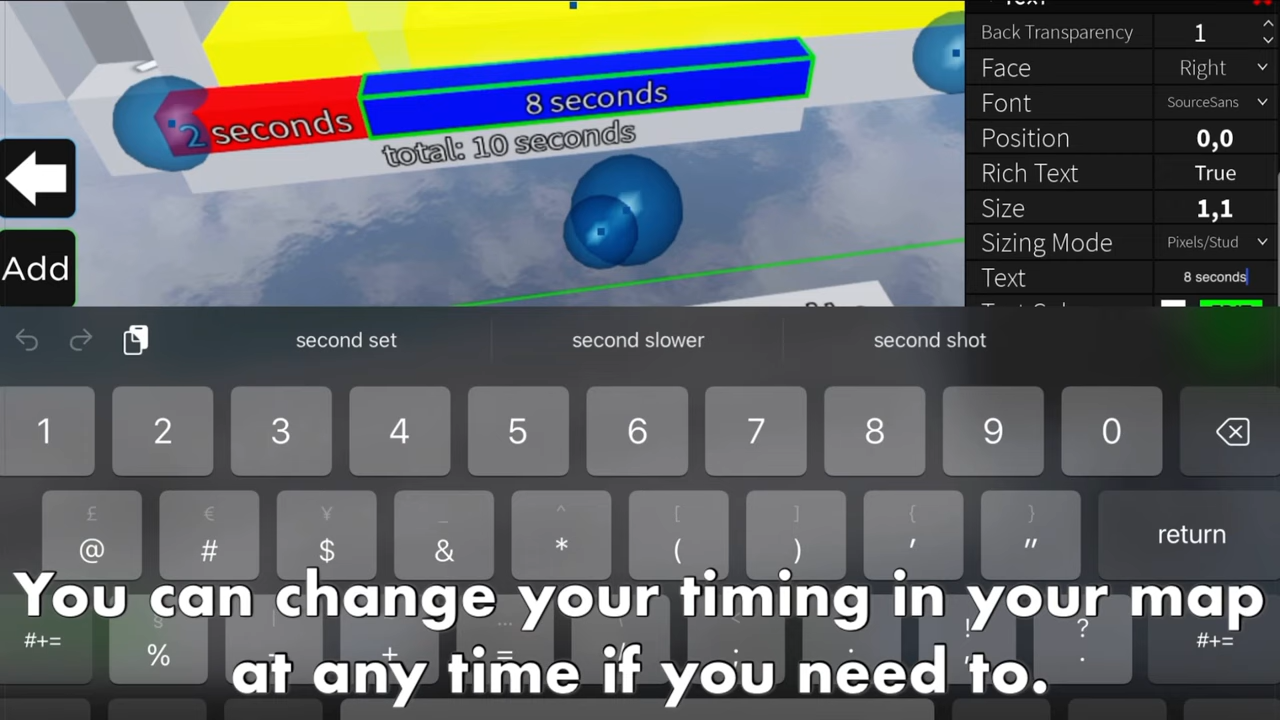 Back Transparency 1
Face Right
Font SourceSans
Position 0,0
Rich Text True
Size 1,1
Sizing Mode Pixels/Stud
Text 8 seconds
2 seconds
8 seconds
total: 10 seconds
Add
second set second slower second shot
1 2 3 4 5 6 7 8 9 0
£ € ¥ _ ^ [ ] { }
@ # $ & * ( ) ' " return
#+= % - + = / ; : ! , ? . #+=
You can change your timing in your map
at any time if you need to.